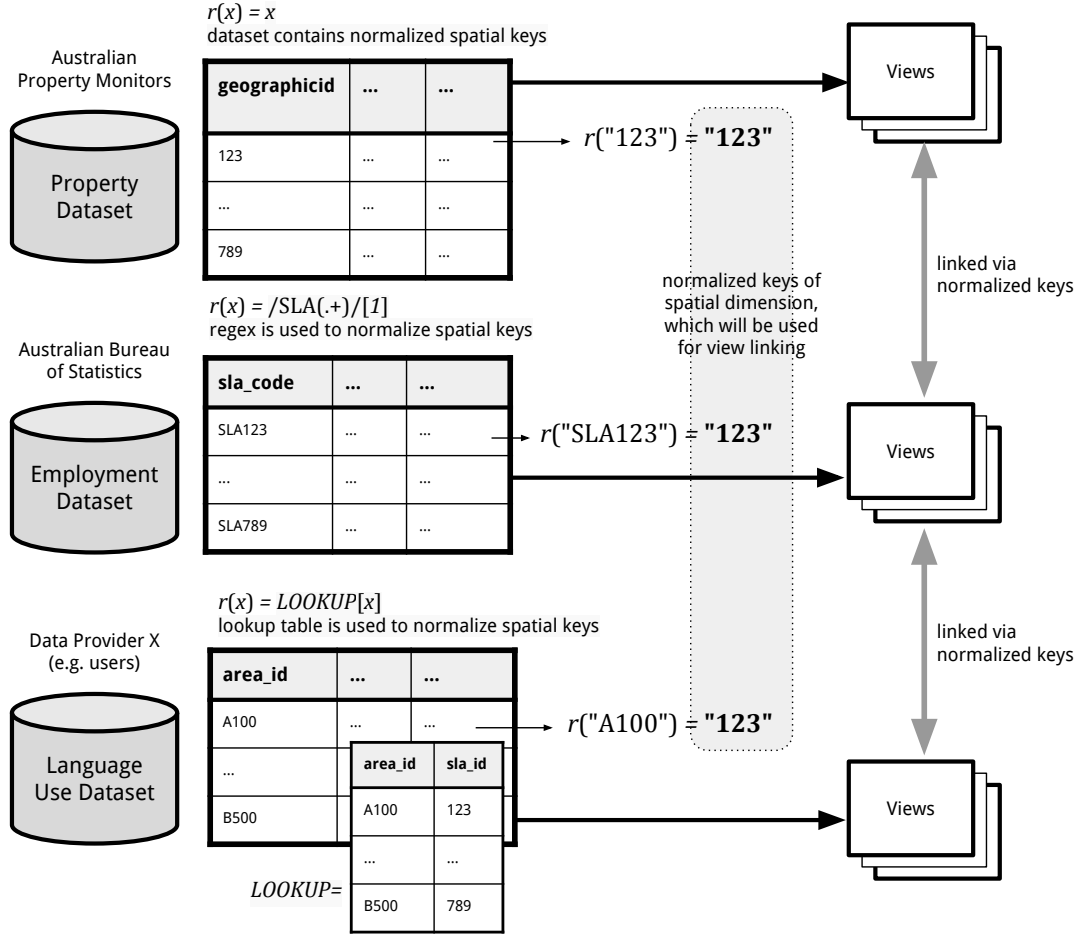 r(x) = x
dataset contains normalized spatial keys
Australian
Property Monitors
Property
Dataset
geographicid ... ...
123 ... ...
... ... ...
789 ... ...
r("123") = "123"
Views
normalized keys of
spatial dimension,
which will be used
for view linking
linked via
normalized keys
r(x) = /SLA(.+)/[1]
regex is used to normalize spatial keys
Australian Bureau
of Statistics
Employment
Dataset
sla_code ... ...
SLA123 ... ...
... ... ...
SLA789 ... ...
r("SLA123") = "123"
Views
linked via
normalized keys
r(x) = LOOKUP[x]
lookup table is used to normalize spatial keys
Data Provider X
(e.g. users)
Language
Use Dataset
area_id ... ...
A100 ... ...
...
B500
r("A100") = "123"
LOOKUP=
area_id sla_id
A100 123
... ...
B500 789
Views